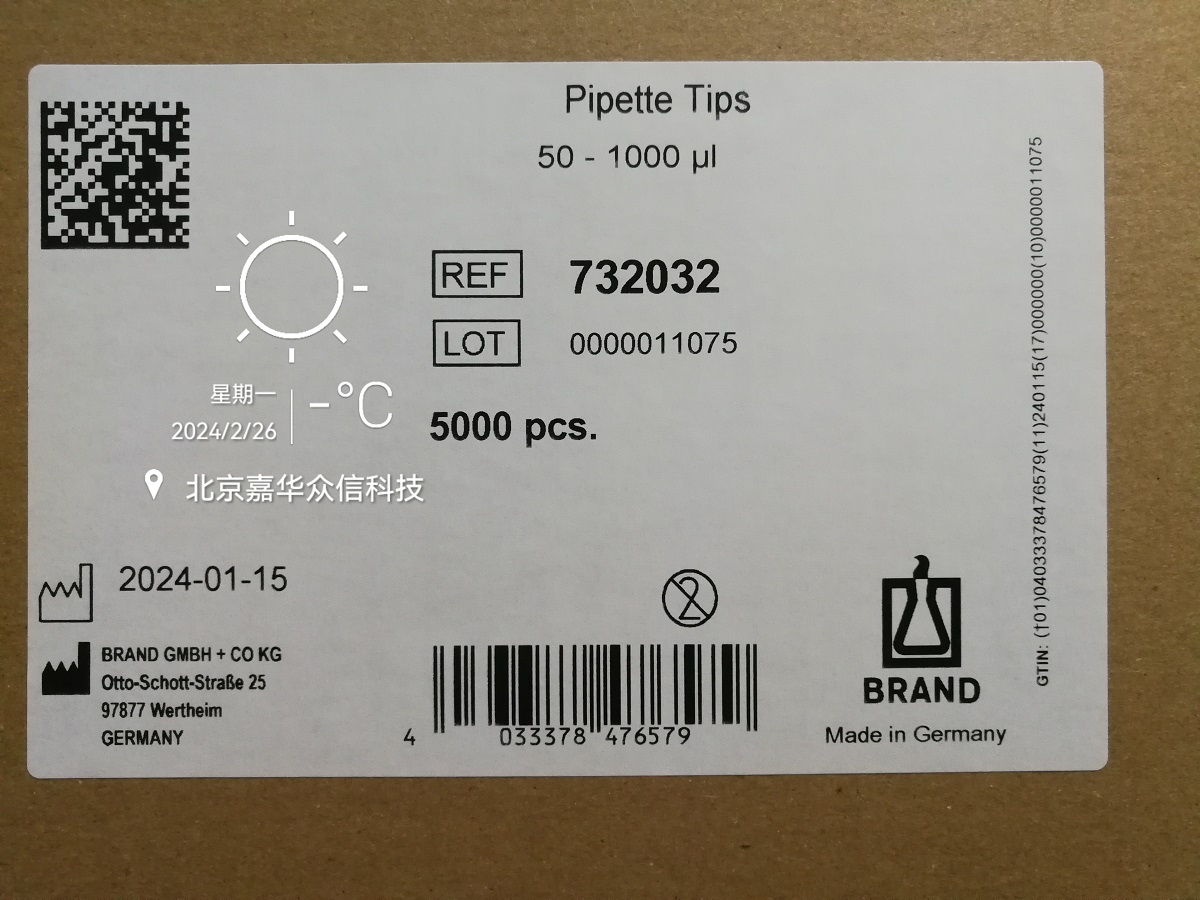 Pipette Tips
50 - 1000 µl
REF 732032
LOT 0000011075
5000 pcs.
星期一
2024/2/26
-°C
北京嘉华众信科技
2024-01-15
BRAND GMBH + CO KG
Otto-Schott-Straße 25
97877 Wertheim
GERMANY
2
4 033378 476579
BRAND
Made in Germany
GTIN: (†01)04033378476579(11)240115(17)000000(10)0000011075